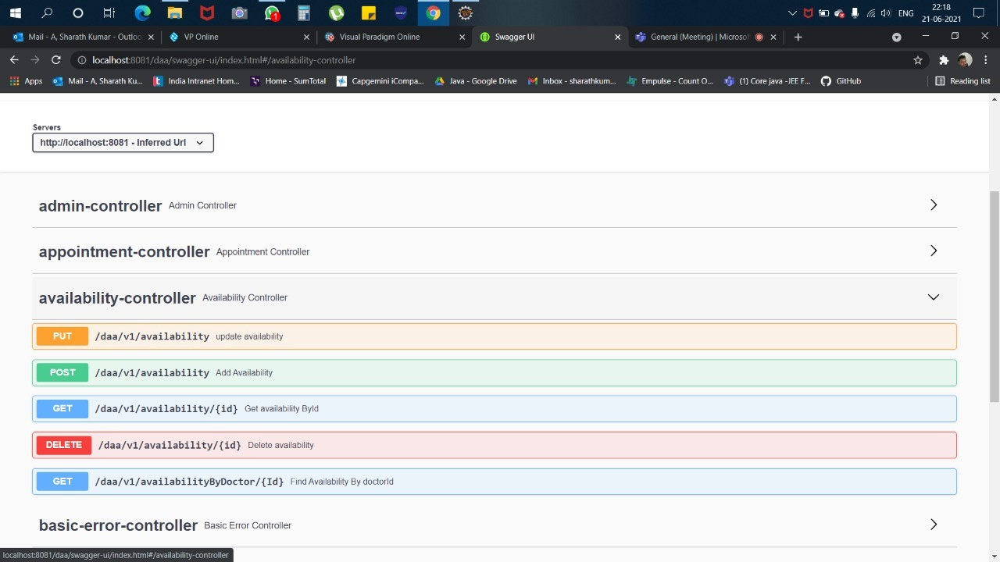 1
ENG
22:18
21-06-2021
Mail - A, Sharath Kumar - Outloo
VP Online
Visual Paradigm Online
Swagger UI
General (Meeting) | Microsof
localhost:8081/daa/swagger-ui/index.html#/availability-controller
Apps
Mail - A, Sharath Ku...
India Intranet Hom...
Home - SumTotal
Capgemini iCompa...
Java - Google Drive
Inbox - sharathkum...
Empulse - Count O...
(1) Core java -JEE F...
GitHub
Reading list
Servers
http://localhost:8081 - Inferred Url
admin-controller Admin Controller
appointment-controller Appointment Controller
availability-controller Availability Controller
PUT /daa/v1/availability update availability
POST /daa/v1/availability Add Availability
GET /daa/v1/availability/{id} Get availability ById
DELETE /daa/v1/availability/{id} Delete availability
GET /daa/v1/availabilityByDoctor/{Id} Find Availability By doctorId
basic-error-controller Basic Error Controller
localhost:8081/daa/swagger-ui/index.html#/availability-controller